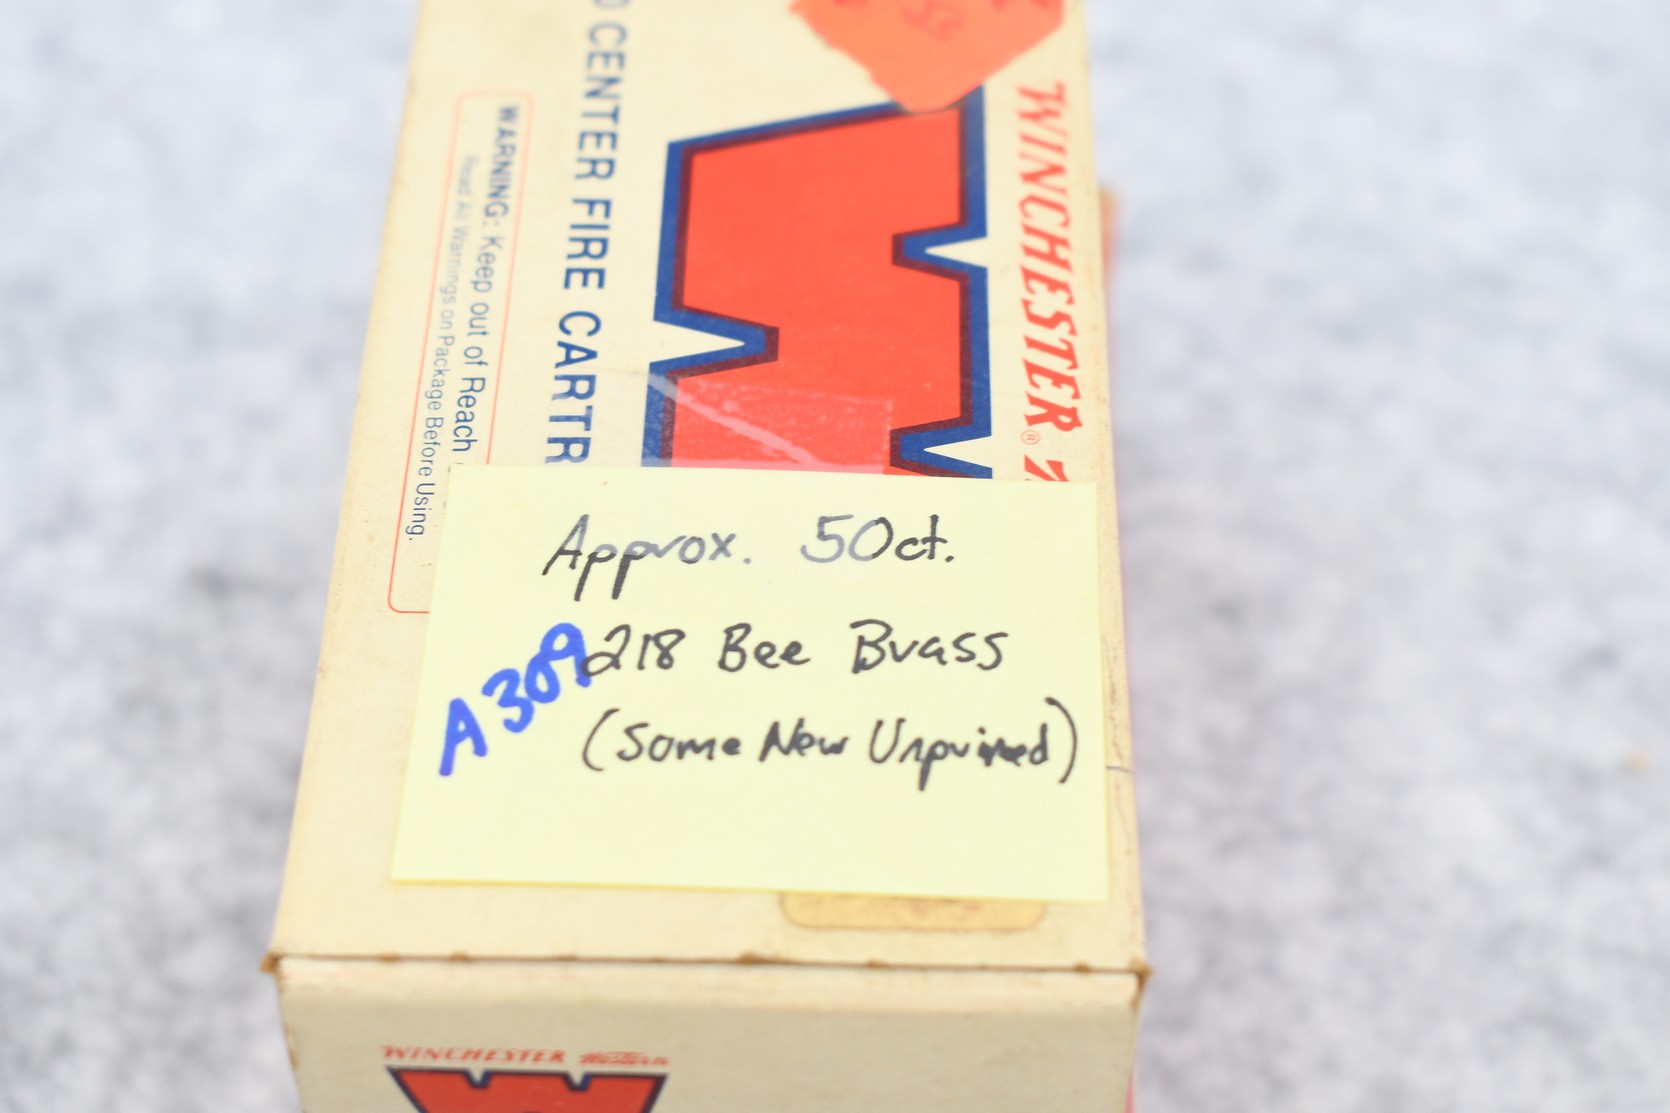 WINCHESTER®
CENTER FIRE CARTR
WARNING: Keep out of Reach
Read All Warnings on Package Before Using.
Approx. 50ct.
218 Bee Brass
(Some New Unprimed)
A309
WINCHESTER Western